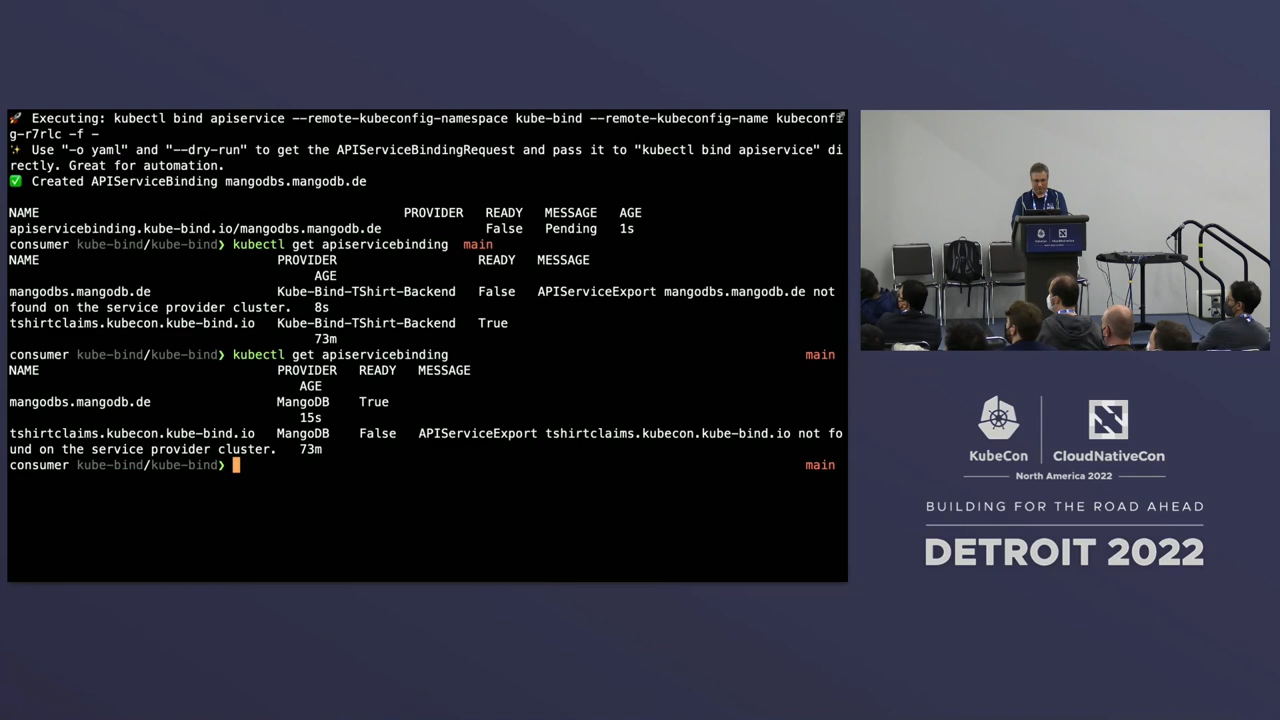 🚀 Executing: kubectl bind apiservice --remote-kubeconfig-namespace kube-bind --remote-kubeconfig-name kubeconfi
g-r7rlc -f -
✨ Use "-o yaml" and "--dry-run" to get the APIServiceBindingRequest and pass it to "kubectl bind apiservice" di
rectly. Great for automation.
✅ Created APIServiceBinding mangodbs.mangodb.de
NAME PROVIDER READY MESSAGE AGE
apiservicebinding.kube-bind.io/mangodbs.mangodb.de False Pending 1s
consumer kube-bind/kube-bind❯ kubectl get apiservicebinding main
NAME PROVIDER READY MESSAGE
AGE
mangodbs.mangodb.de Kube-Bind-TShirt-Backend False APIServiceExport mangodbs.mangodb.de not
found on the service provider cluster. 8s
tshirtclaims.kubecon.kube-bind.io Kube-Bind-TShirt-Backend True
73m
consumer kube-bind/kube-bind❯ kubectl get apiservicebinding main
NAME PROVIDER READY MESSAGE
AGE
mangodbs.mangodb.de MangoDB True
15s
tshirtclaims.kubecon.kube-bind.io MangoDB False APIServiceExport tshirtclaims.kubecon.kube-bind.io not fo
und on the service provider cluster. 73m
consumer kube-bind/kube-bind❯ main
KubeCon CloudNativeCon
North America 2022
BUILDING FOR THE ROAD AHEAD
DETROIT 2022